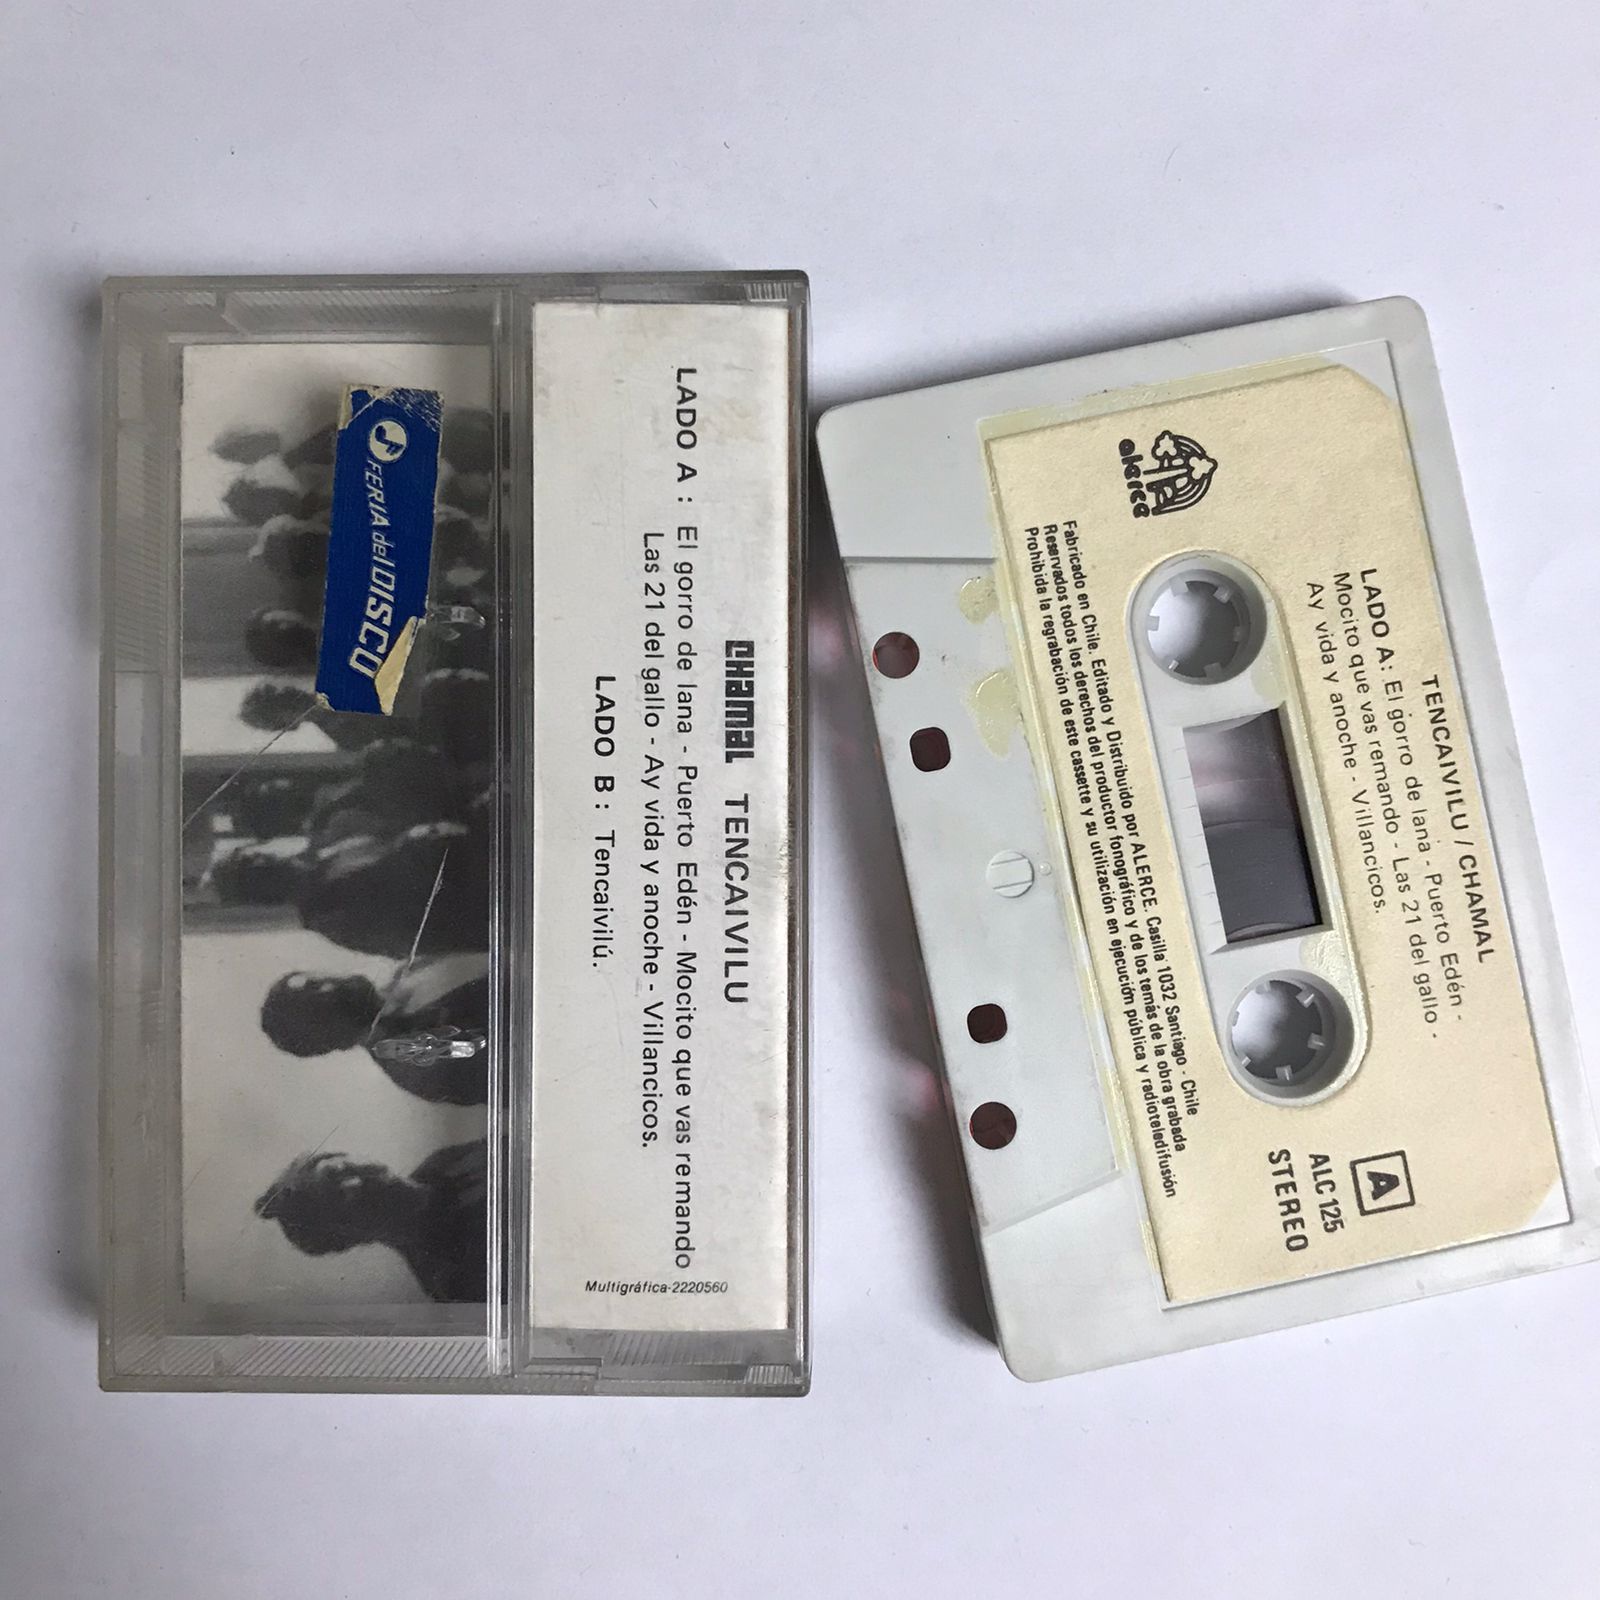 FERIA del DISCO
CHAMAL TENCAIVILU
LADO A : El gorro de lana - Puerto Edén - Mocito que vas remando
Las 21 del gallo - Ay vida y anoche - Villancicos.
LADO B : Tencaivilú.
Multigráfica-2220560
alerce
TENCAIVILU / CHAMAL
LADO A: El gorro de lana - Puerto Edén -
Mocito que vas remando - Las 21 del gallo -
Ay vida y anoche - Villancicos.
A
ALC 125
STEREO
Fabricado en Chile. Editado y Distribuido por ALERCE. Casilla 1032 Santiago - Chile
Reservados todos los derechos del productor fonográfico y de los temás de la obra grabada
Prohibida la regrabación de este cassette y su utilización en ejecución pública y radioteledifusión